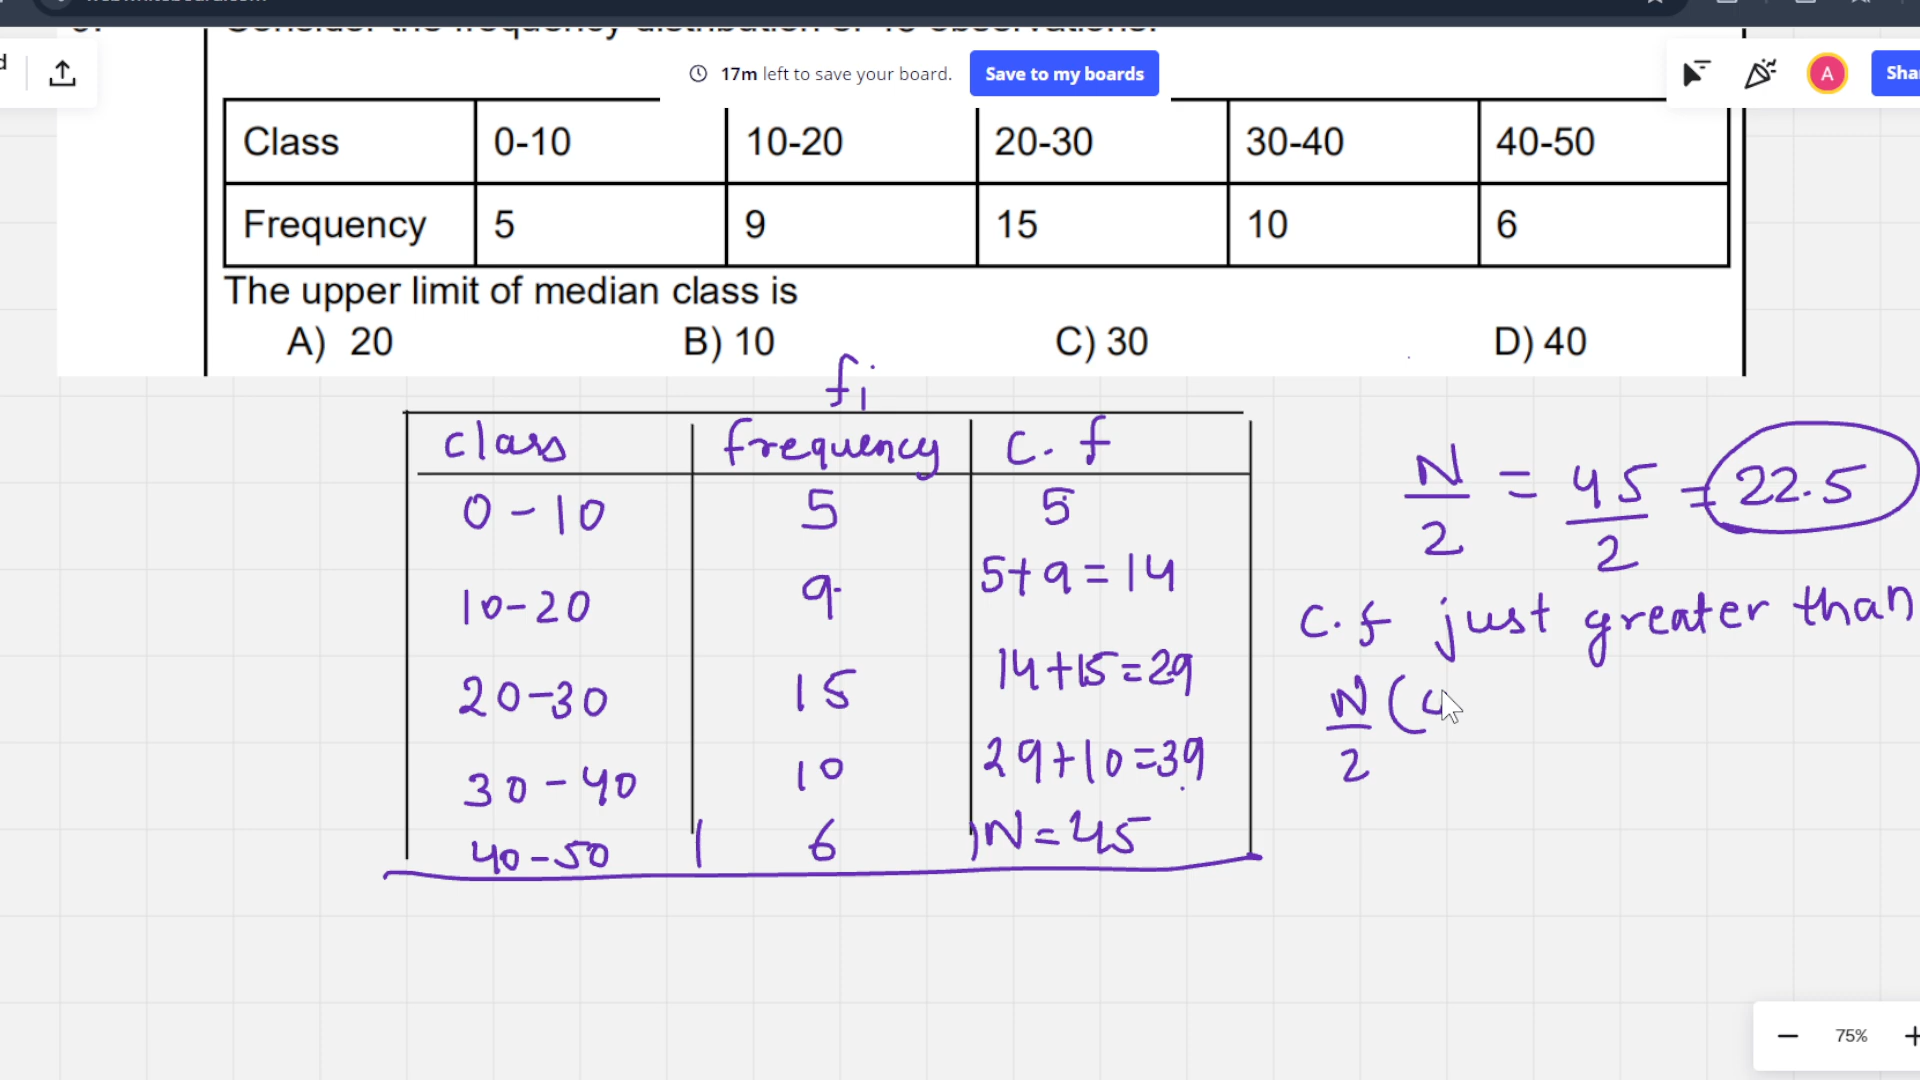 17m left to save your board. Save to my boards
A
Class 0-10 10-20 20-30 30-40 40-50
Frequency 5 9 15 10 6
The upper limit of median class is
A) 20 B) 10 C) 30 D) 40
fi
class frequency c.f
0-10 5 5
10-20 9 5+9=14
20-30 15 14+15=29
30-40 10 29+10=39
40-50 6 N=45
N/2 = 45/2 = 22.5
c.f just greater than
N/2 (
75%